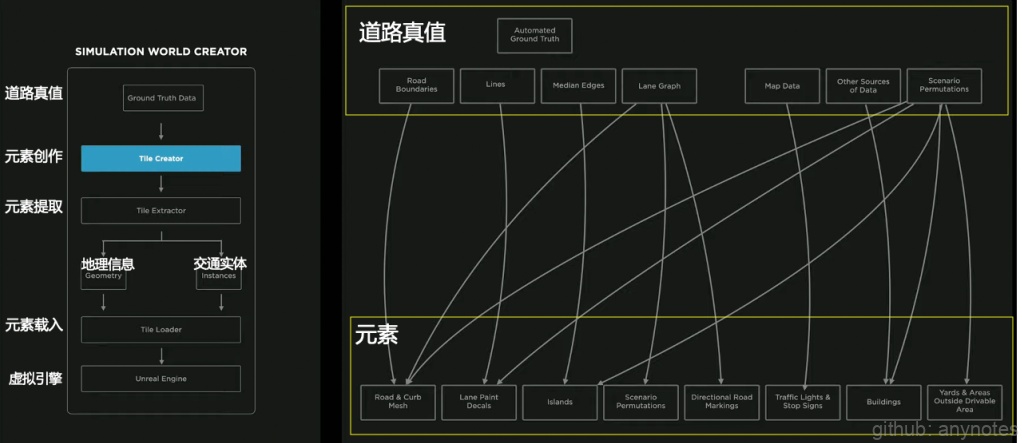 SIMULATION WORLD CREATOR
道路真值
Ground Truth Data
元素创作
Tile Creator
元素提取
Tile Extractor
地理信息
Geometry
交通实体
Instances
元素载入
Tile Loader
虚拟引擎
Unreal Engine
道路真值
Automated
Ground Truth
Road
Boundaries
Lines
Median Edges
Lane Graph
Map Data
Other Sources
of Data
Scenario
Permutations
元素
Road & Curb
Mesh
Lane Paint
Decals
Islands
Scenario
Permutations
Directional Road
Markings
Traffic Lights &
Stop Signs
Buildings
Yards & Areas
Outside Drivable
Area
github: anynotes